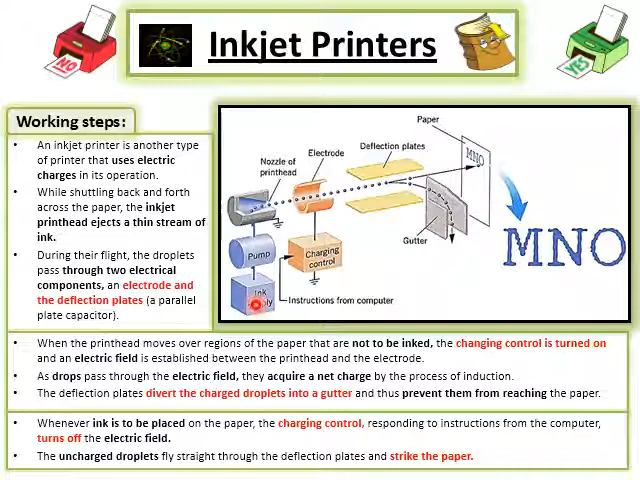 NO
Inkjet Printers
YES
Working steps:
• An inkjet printer is another type
of printer that uses electric
charges in its operation.
• While shuttling back and forth
across the paper, the inkjet
printhead ejects a thin stream of
ink.
• During their flight, the droplets
pass through two electrical
components, an electrode and
the deflection plates (a parallel
plate capacitor).
Paper
Deflection plates
Electrode
Nozzle of
printhead
MNO
Gutter
Pump
Charging
control
Ink
Instructions from computer
MNO
• When the printhead moves over regions of the paper that are not to be inked, the changing control is turned on
and an electric field is established between the printhead and the electrode.
• As drops pass through the electric field, they acquire a net charge by the process of induction.
• The deflection plates divert the charged droplets into a gutter and thus prevent them from reaching the paper.
• Whenever ink is to be placed on the paper, the charging control, responding to instructions from the computer,
turns off the electric field.
• The uncharged droplets fly straight through the deflection plates and strike the paper.